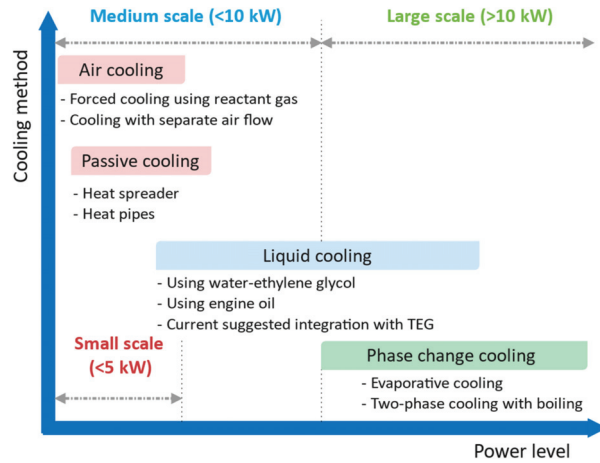 Medium scale (<10 kW)
Large scale (>10 kW)
Cooling method
Air cooling
- Forced cooling using reactant gas
- Cooling with separate air flow
Passive cooling
- Heat spreader
- Heat pipes
Liquid cooling
- Using water-ethylene glycol
- Using engine oil
- Current suggested integration with TEG
Small scale
(<5 kW)
Phase change cooling
- Evaporative cooling
- Two-phase cooling with boiling
Power level